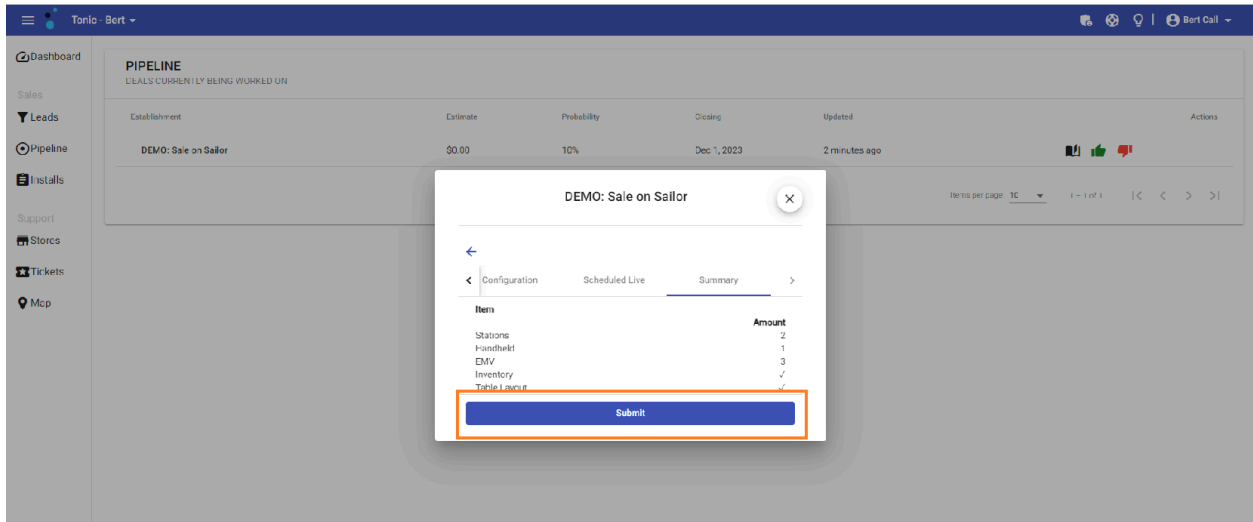 Tonic - Bert
Bert Call
Dashboard
Sales
Leads
Pipeline
Installs
Support
Stores
Tickets
Map
PIPELINE
DEALS CURRENTLY BEING WORKED ON
Establishment Estimate Probability Closing Updated Actions
DEMO: Sale on Sailor $0.00 10% Dec 1, 2023 2 minutes ago
Items per page: 10 1 – 1 of 1
DEMO: Sale on Sailor
Configuration Scheduled Live Summary
Item
Amount
Stations 2
Handheld 1
EMV 3
Inventory ✓
Table Layout ✓
Submit